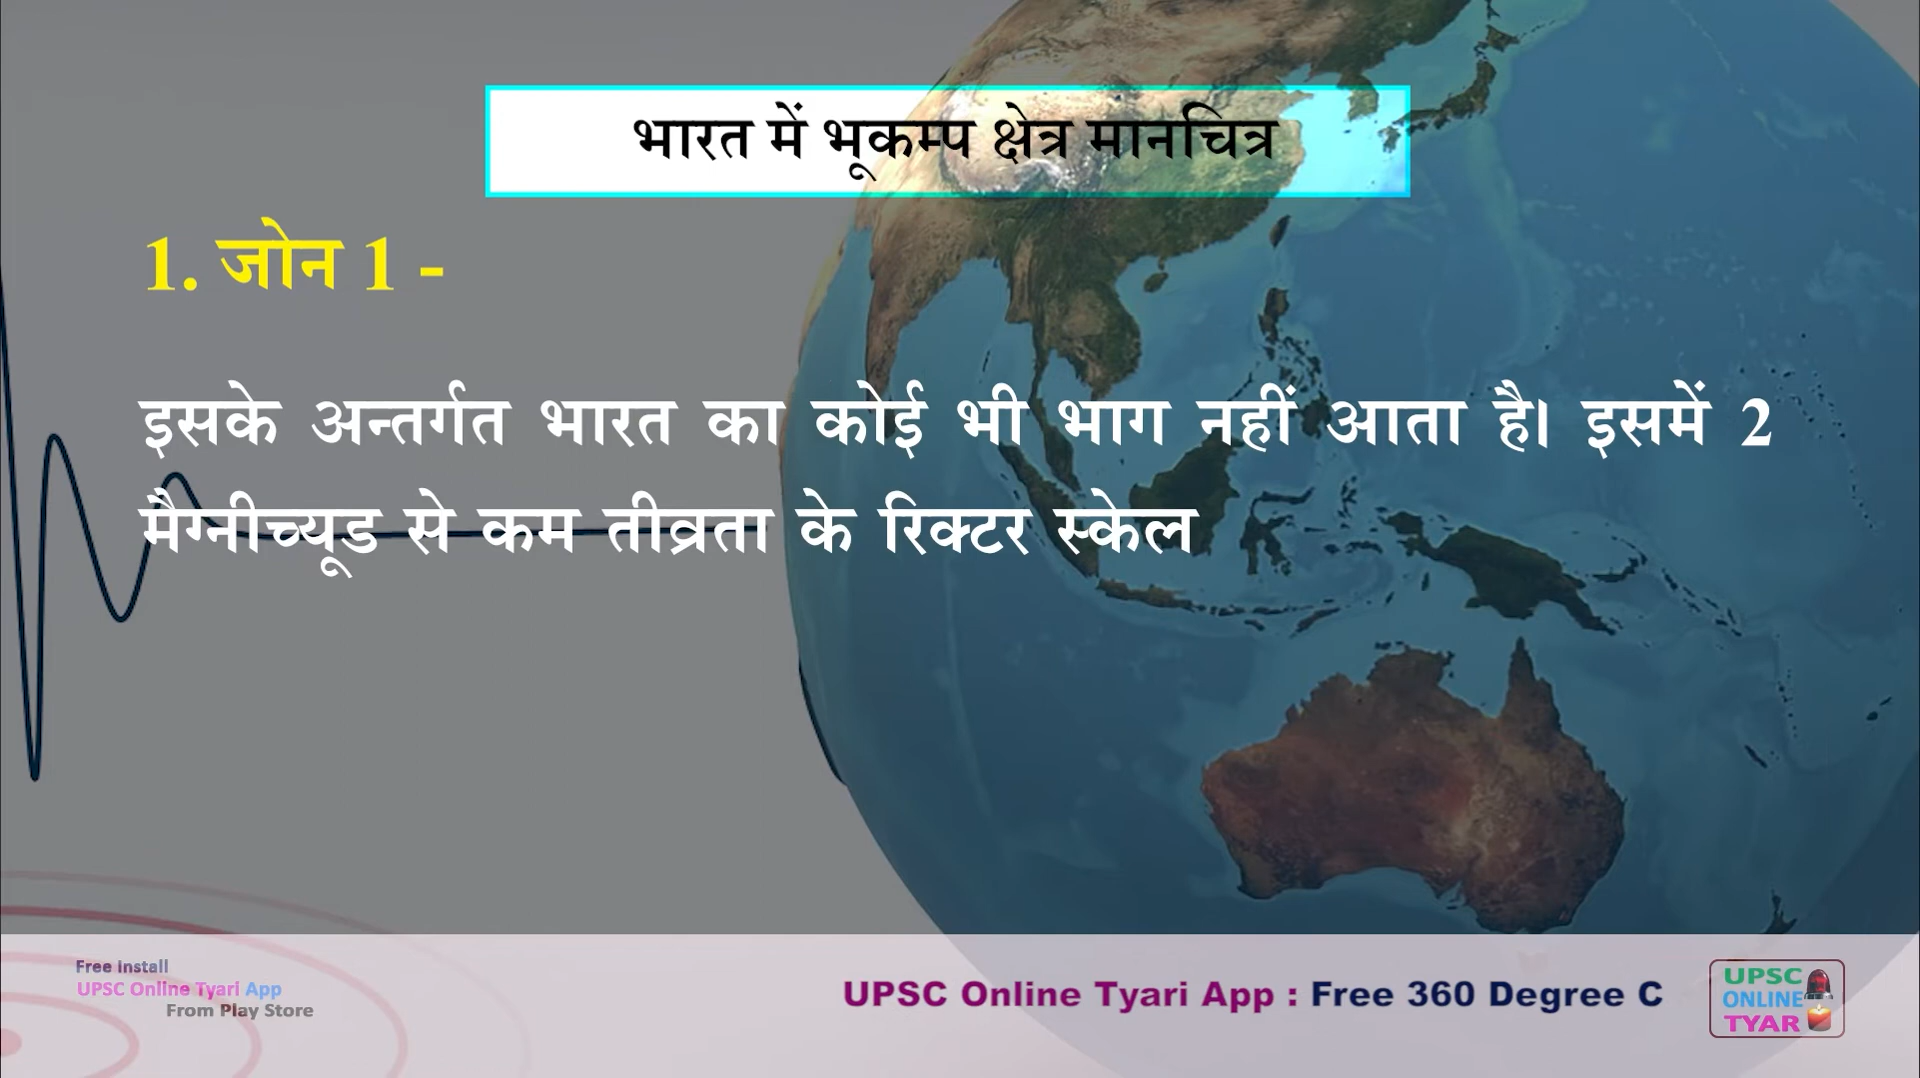 भारत में भूकम्प क्षेत्र मानचित्र
1. जोन 1 -
इसके अन्तर्गत भारत का कोई भी भाग नहीं आता है। इसमें 2
मैग्नीच्यूड से कम तीव्रता के रिक्टर स्केल
Free install
UPSC Online Tyari App
From Play Store
UPSC Online Tyari App : Free 360 Degree C
UPSC
ONLINE
TYAR